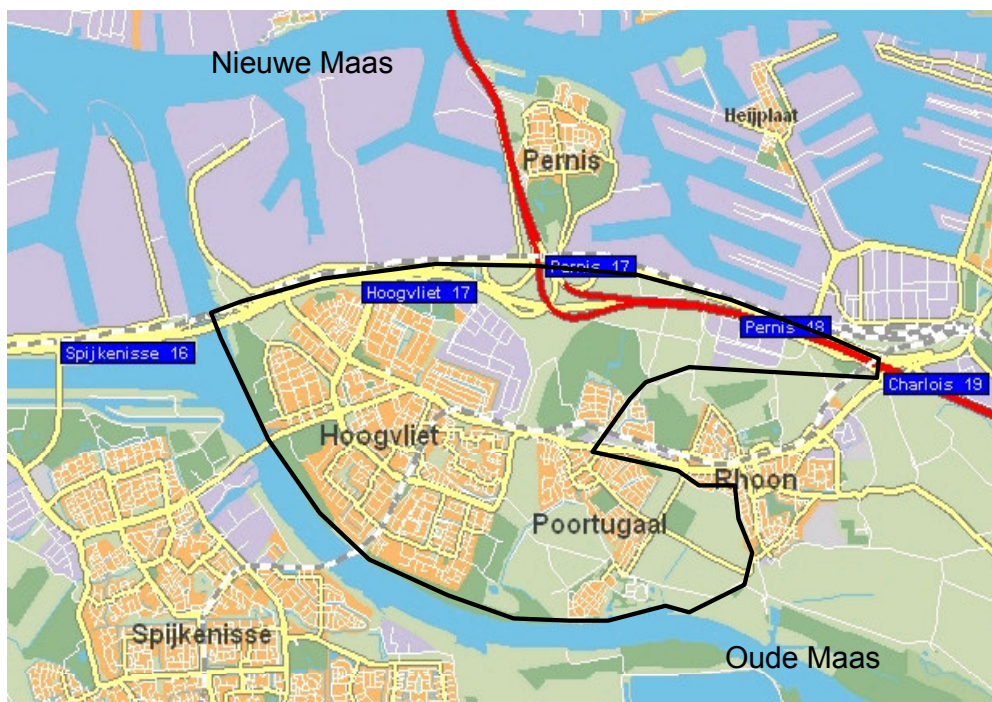 Nieuwe Maas
Heijplaat
Pernis
Pernis 17
Hoogvliet 17
Pernis 18
Spijkenisse 16
Charlois 19
Hoogvliet
Rhoon
Poortugaal
Spijkenisse
Oude Maas